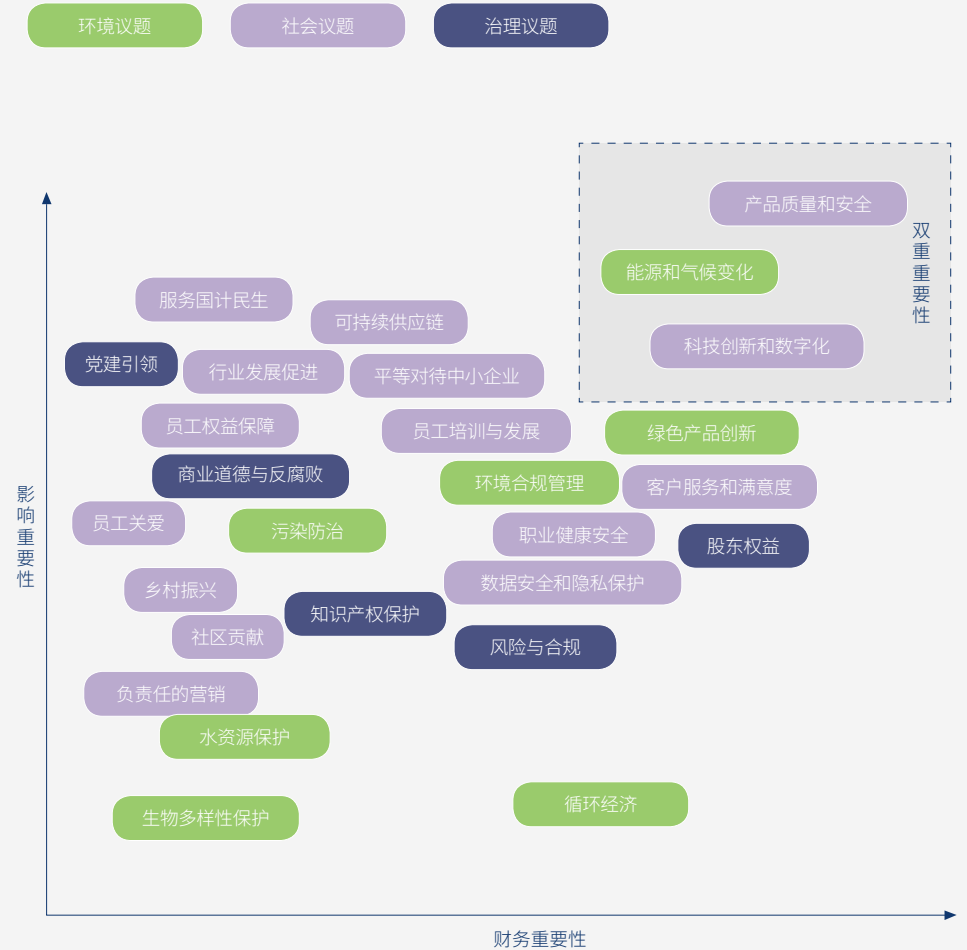 环境议题
社会议题
治理议题
产品质量和安全
双重重要性
能源和气候变化
服务国计民生
可持续供应链
科技创新和数字化
党建引领
行业发展促进
平等对待中小企业
员工权益保障
员工培训与发展
绿色产品创新
商业道德与反腐败
环境合规管理
客户服务和满意度
影响重要性
员工关爱
污染防治
职业健康安全
股东权益
乡村振兴
数据安全和隐私保护
知识产权保护
社区贡献
风险与合规
负责任的营销
水资源保护
循环经济
生物多样性保护
财务重要性